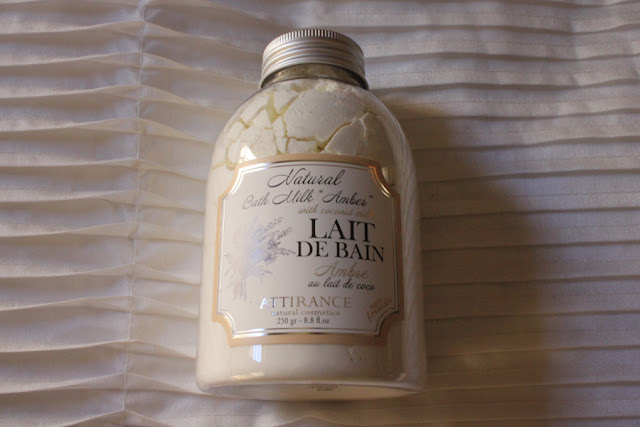 Natural
Bath Milk "Amber"
with coconut milk
LAIT
DE BAIN
Ambre
au lait de coco
ATTIRANCE
natural cosmetics
250 gr - 8.8 fl.oz